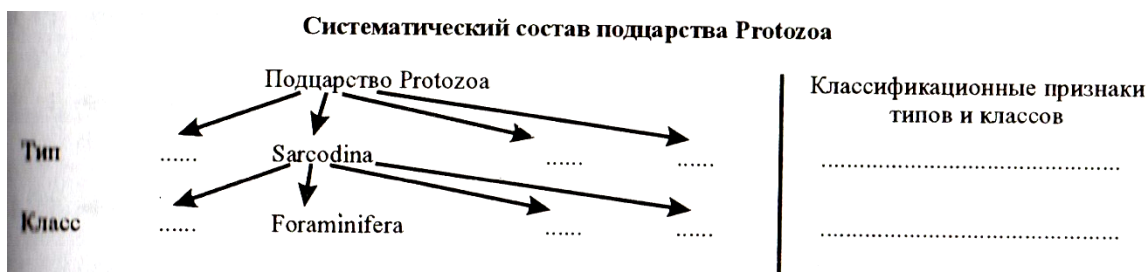 Систематический состав подцарства Protozoa
Подцарство Protozoa
Классификационные признаки
типов и классов
Тип ...... Sarcodina ...... ...... ..........................................
Класс ...... Foraminifera ...... ...... ..........................................